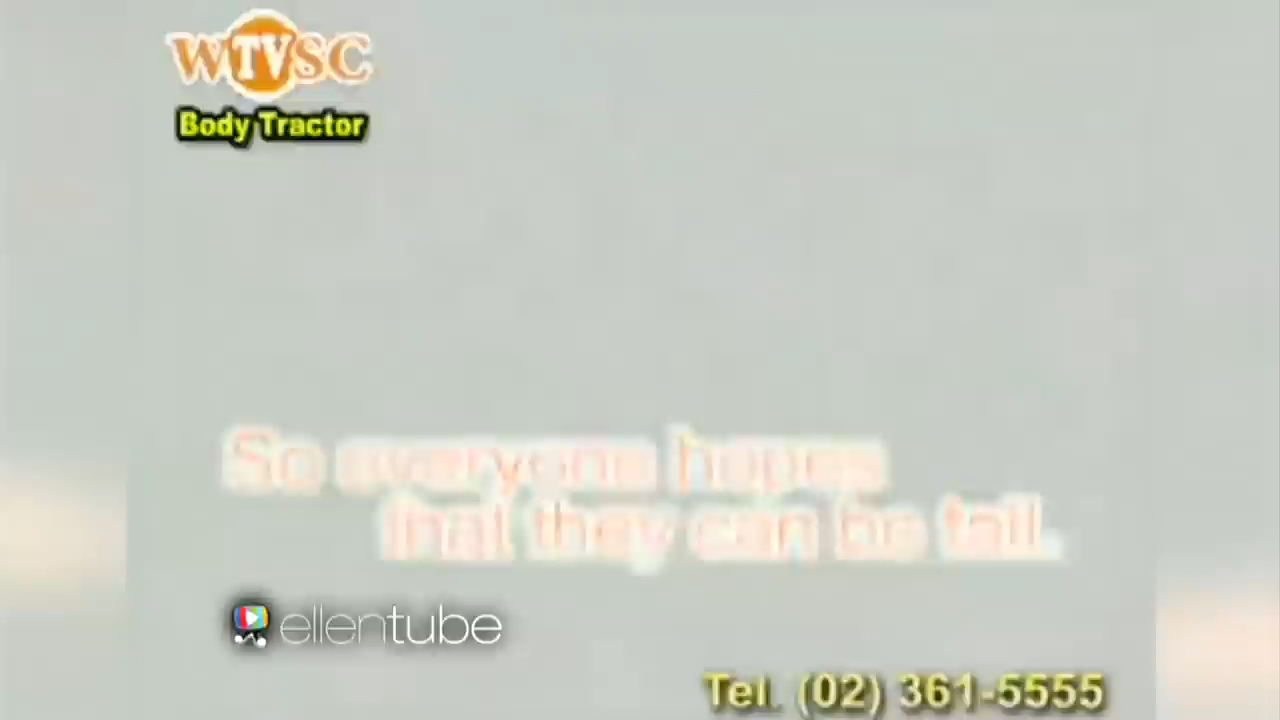 WTVSC
Body Tractor
So everyone hopes
that they can be tall.
ellentube
Tel. (02) 361-5555